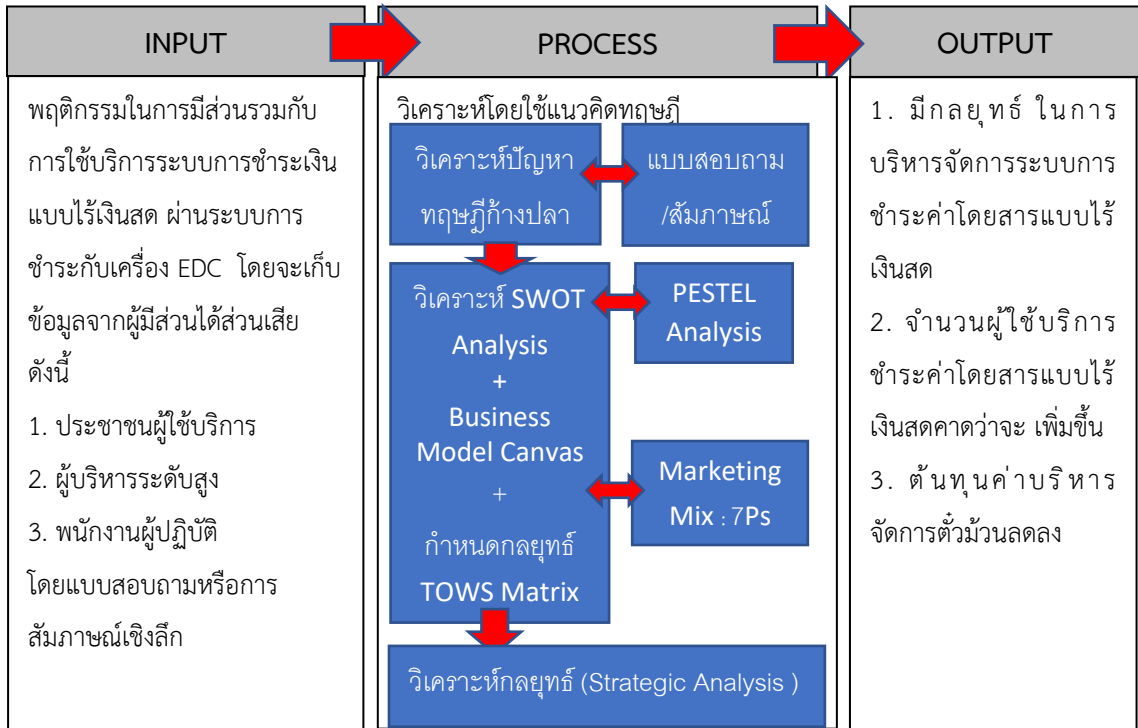 INPUT
PROCESS
OUTPUT
พฤติกรรมในการมีส่วนรวมกับ
การใช้บริการระบบการชำระเงิน
แบบไร้เงินสด ผ่านระบบการ
ชำระกับเครื่อง EDC โดยจะเก็บ
ข้อมูลจากผู้มีส่วนได้ส่วนเสีย
ดังนี้
1. ประชาชนผู้ใช้บริการ
2. ผู้บริหารระดับสูง
3. พนักงานผู้ปฏิบัติ
โดยแบบสอบถามหรือการ
สัมภาษณ์เชิงลึก
วิเคราะห์โดยใช้แนวคิดทฤษฎี
วิเคราะห์ปัญหา
ทฤษฎีก้างปลา
แบบสอบถาม
/สัมภาษณ์
วิเคราะห์ SWOT
Analysis
+
Business
Model Canvas
+
กำหนดกลยุทธ์
TOWS Matrix
PESTEL
Analysis
Marketing
Mix : 7Ps
วิเคราะห์กลยุทธ์ (Strategic Analysis )
1. มีกลยุทธ์ ในการ
บริหารจัดการระบบการ
ชำระค่าโดยสารแบบไร้
เงินสด
2. จำนวนผู้ใช้บริการ
ชำระค่าโดยสารแบบไร้
เงินสดคาดว่าจะ เพิ่มขึ้น
3. ต้นทุนค่าบริหาร
จัดการตั๋วม้วนลดลง